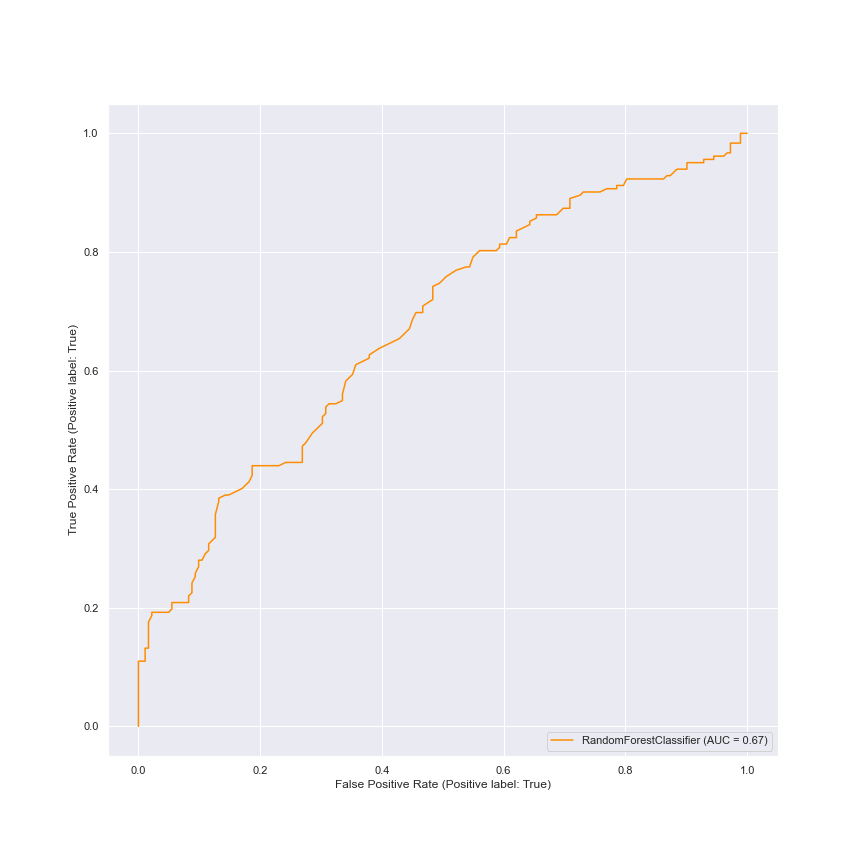 1.0
0.8
0.6
0.4
0.2
0.0
True Positive Rate (Positive label: True)
RandomForestClassifier (AUC = 0.67)
0.0 0.2 0.4 0.6 0.8 1.0
False Positive Rate (Positive label: True)